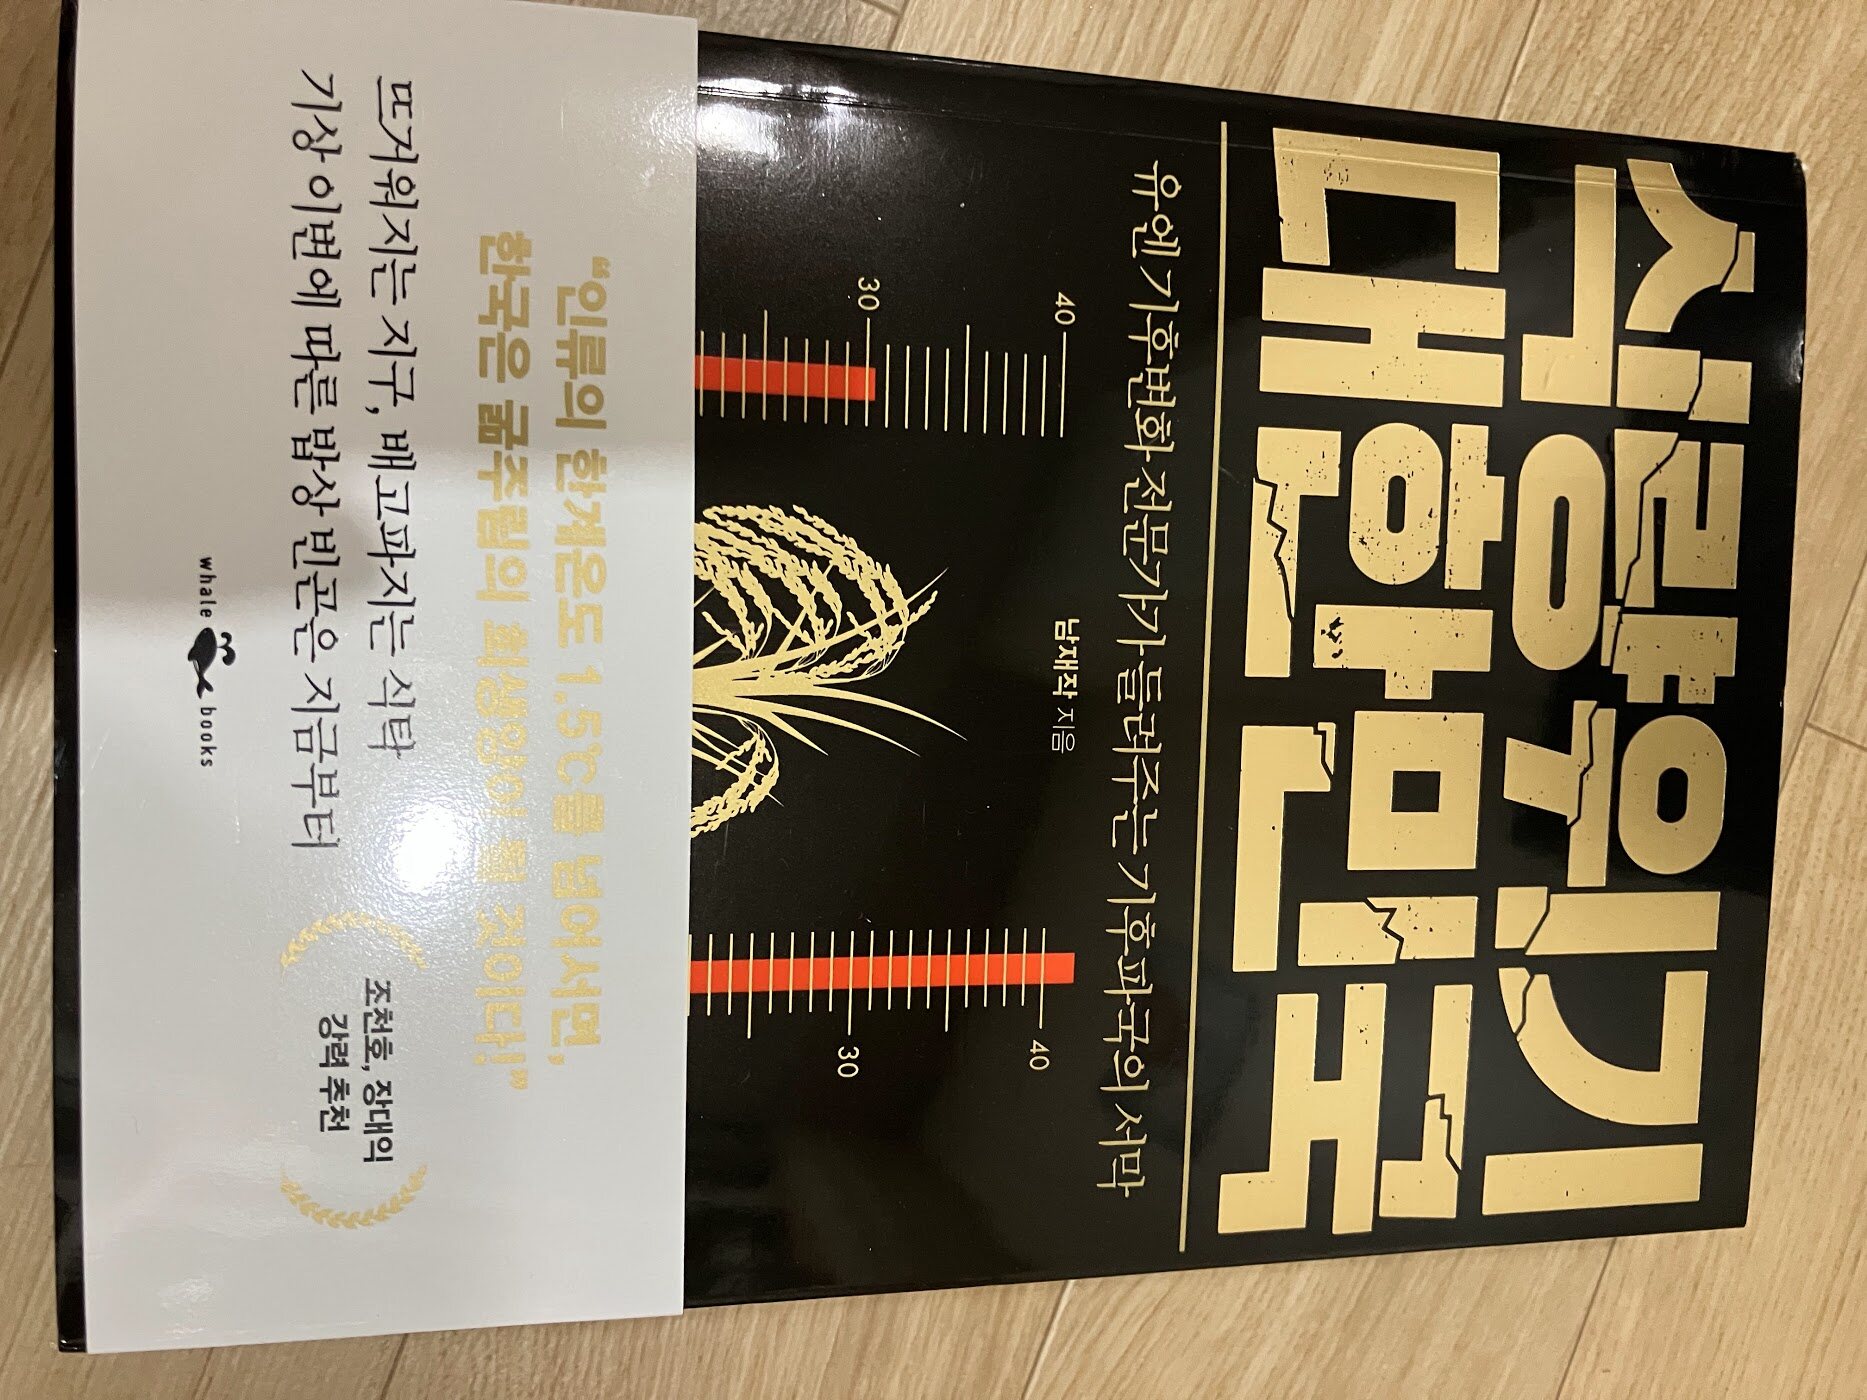 식량위기
대한민국
유엔기후변화 전문가가 들려주는 기후파국의 서막
남재작 지음
40
30
40
30
“인류의 한계온도 1.5℃를 넘어서면,
한국은 굶주림의 희생양이 될 것이다!”
뜨거워지는 지구, 배고파지는 식탁
기상 이변에 따른 밥상 빈곤은 지금부터
조천호, 장대익
강력 추천
whale books